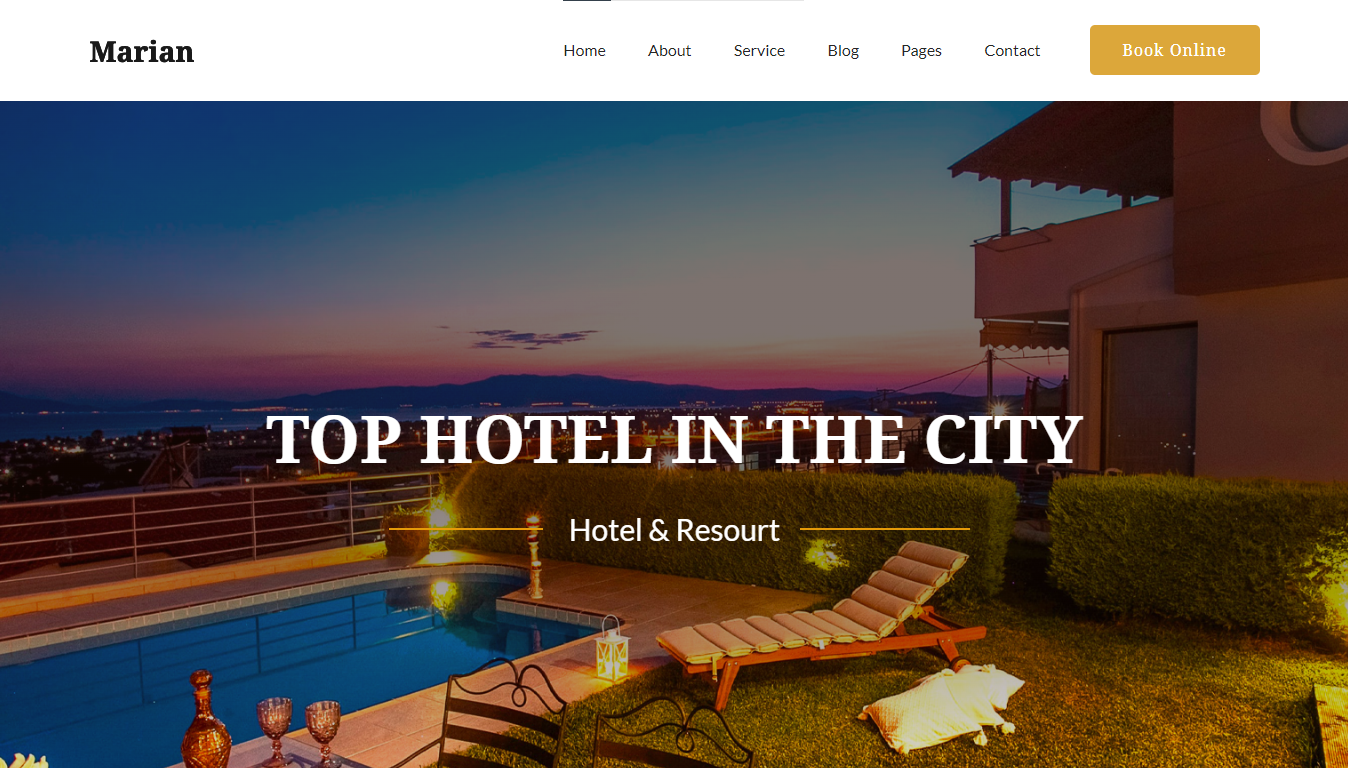 Marian
Home About Service Blog Pages Contact Book Online
TOP HOTEL IN THE CITY
Hotel & Resourt